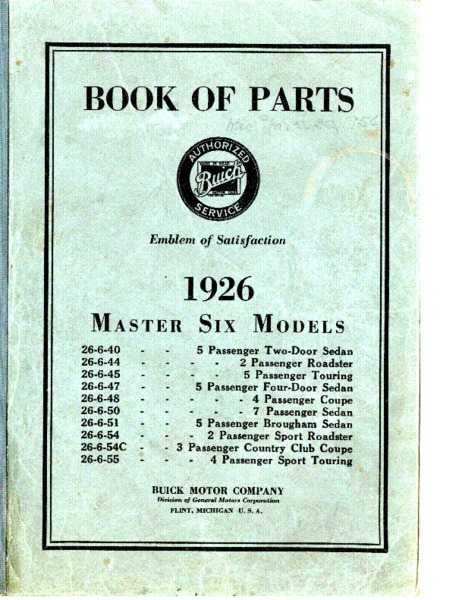 BOOK OF PARTS
AUTHORIZED
Buick
SERVICE
Emblem of Satisfaction
1926
MASTER SIX MODELS
26-6-40 - - 5 Passenger Two-Door Sedan
26-6-44 - - - - 2 Passenger Roadster
26-6-45 - - - - 5 Passenger Touring
26-6-47 - - 5 Passenger Four-Door Sedan
26-6-48 - - - - - 4 Passenger Coupe
26-6-50 - - - - - 7 Passenger Sedan
26-6-51 - - 5 Passenger Brougham Sedan
26-6-54 - - - 2 Passenger Sport Roadster
26-6-54C - - 3 Passenger Country Club Coupe
26-6-55 - - - 4 Passenger Sport Touring
BUICK MOTOR COMPANY
Division of General Motors Corporation
FLINT, MICHIGAN U. S. A.